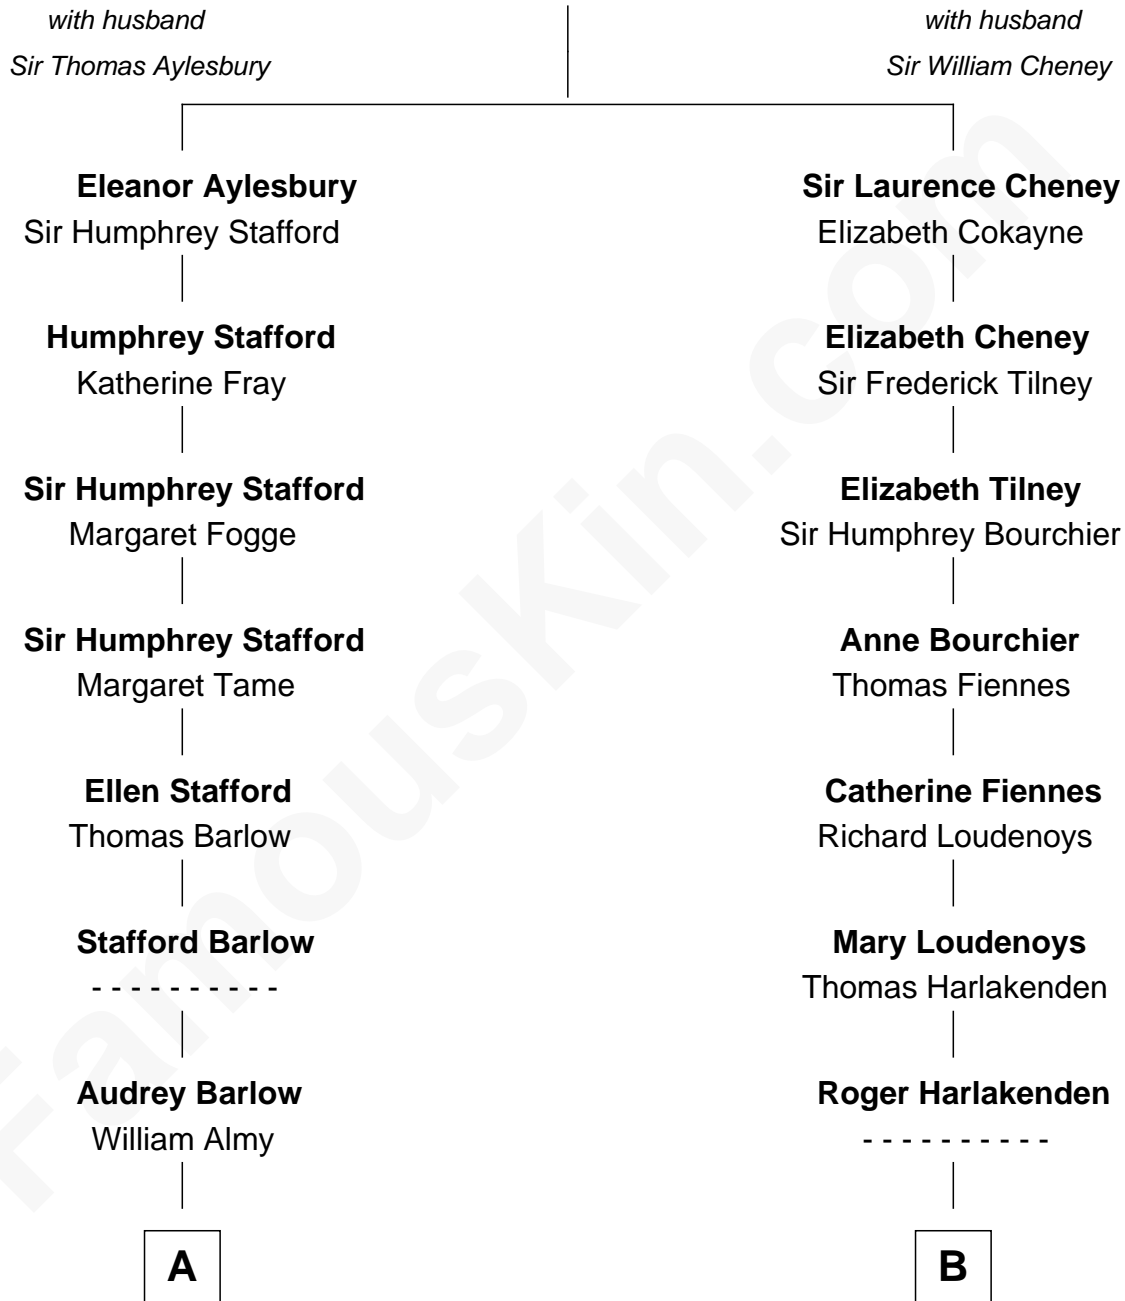 with husband
Sir Thomas Aylesbury
with husband
Sir William Cheney
Eleanor Aylesbury
Sir Humphrey Stafford
Sir Laurence Cheney
Elizabeth Cokayne
Humphrey Stafford
Katherine Fray
Elizabeth Cheney
Sir Frederick Tilney
Sir Humphrey Stafford
Margaret Fogge
Elizabeth Tilney
Sir Humphrey Bourchier
Sir Humphrey Stafford
Margaret Tame
Anne Bourchier
Thomas Fiennes
Ellen Stafford
Thomas Barlow
Catherine Fiennes
Richard Loudenoys
Stafford Barlow
- - - - - - - - - -
Mary Loudenoys
Thomas Harlakenden
Audrey Barlow
William Almy
Roger Harlakenden
- - - - - - - - - -
A
B
FamousKin.com